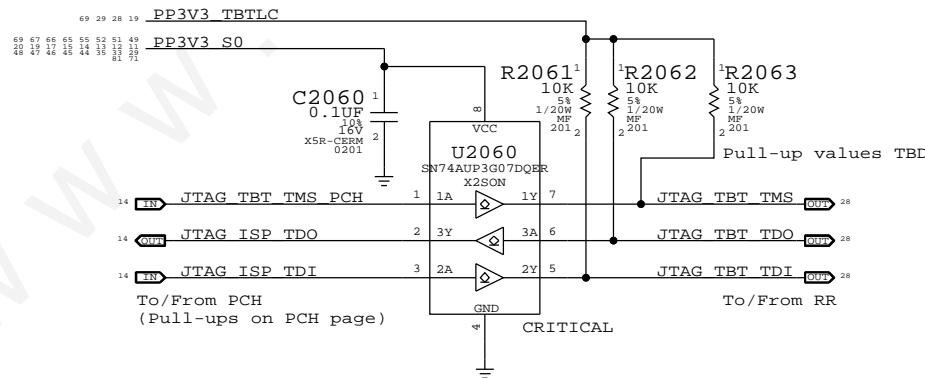 69 29 28 19 PP3V3_TBTLC
69 67 66 65 55 52 51 49
20 19 17 15 14 13 12 11
48 47 46 45 44 35 33 29
81 71
PP3V3_S0
C2060
0.1UF
10%
16V
X5R-CERM
0201
1
2
R2061
10K
5%
1/20W
MF
201
1
2
R2062
10K
5%
1/20W
MF
201
1
2
R2063
10K
5%
1/20W
MF
201
1
2
Pull-up values TBD
8
VCC
U2060
SN74AUP3G07DQER
X2SON
14 IN JTAG_TBT_TMS_PCH 1 1A 1Y 7 JTAG_TBT_TMS OUT 28
14 OUT JTAG_ISP_TDO 2 3Y 3A 6 JTAG_TBT_TDO OUT 28
14 IN JTAG_ISP_TDI 3 2A 2Y 5 JTAG_TBT_TDI OUT 28
To/From PCH
(Pull-ups on PCH page)
To/From RR
GND
4
CRITICAL
www.